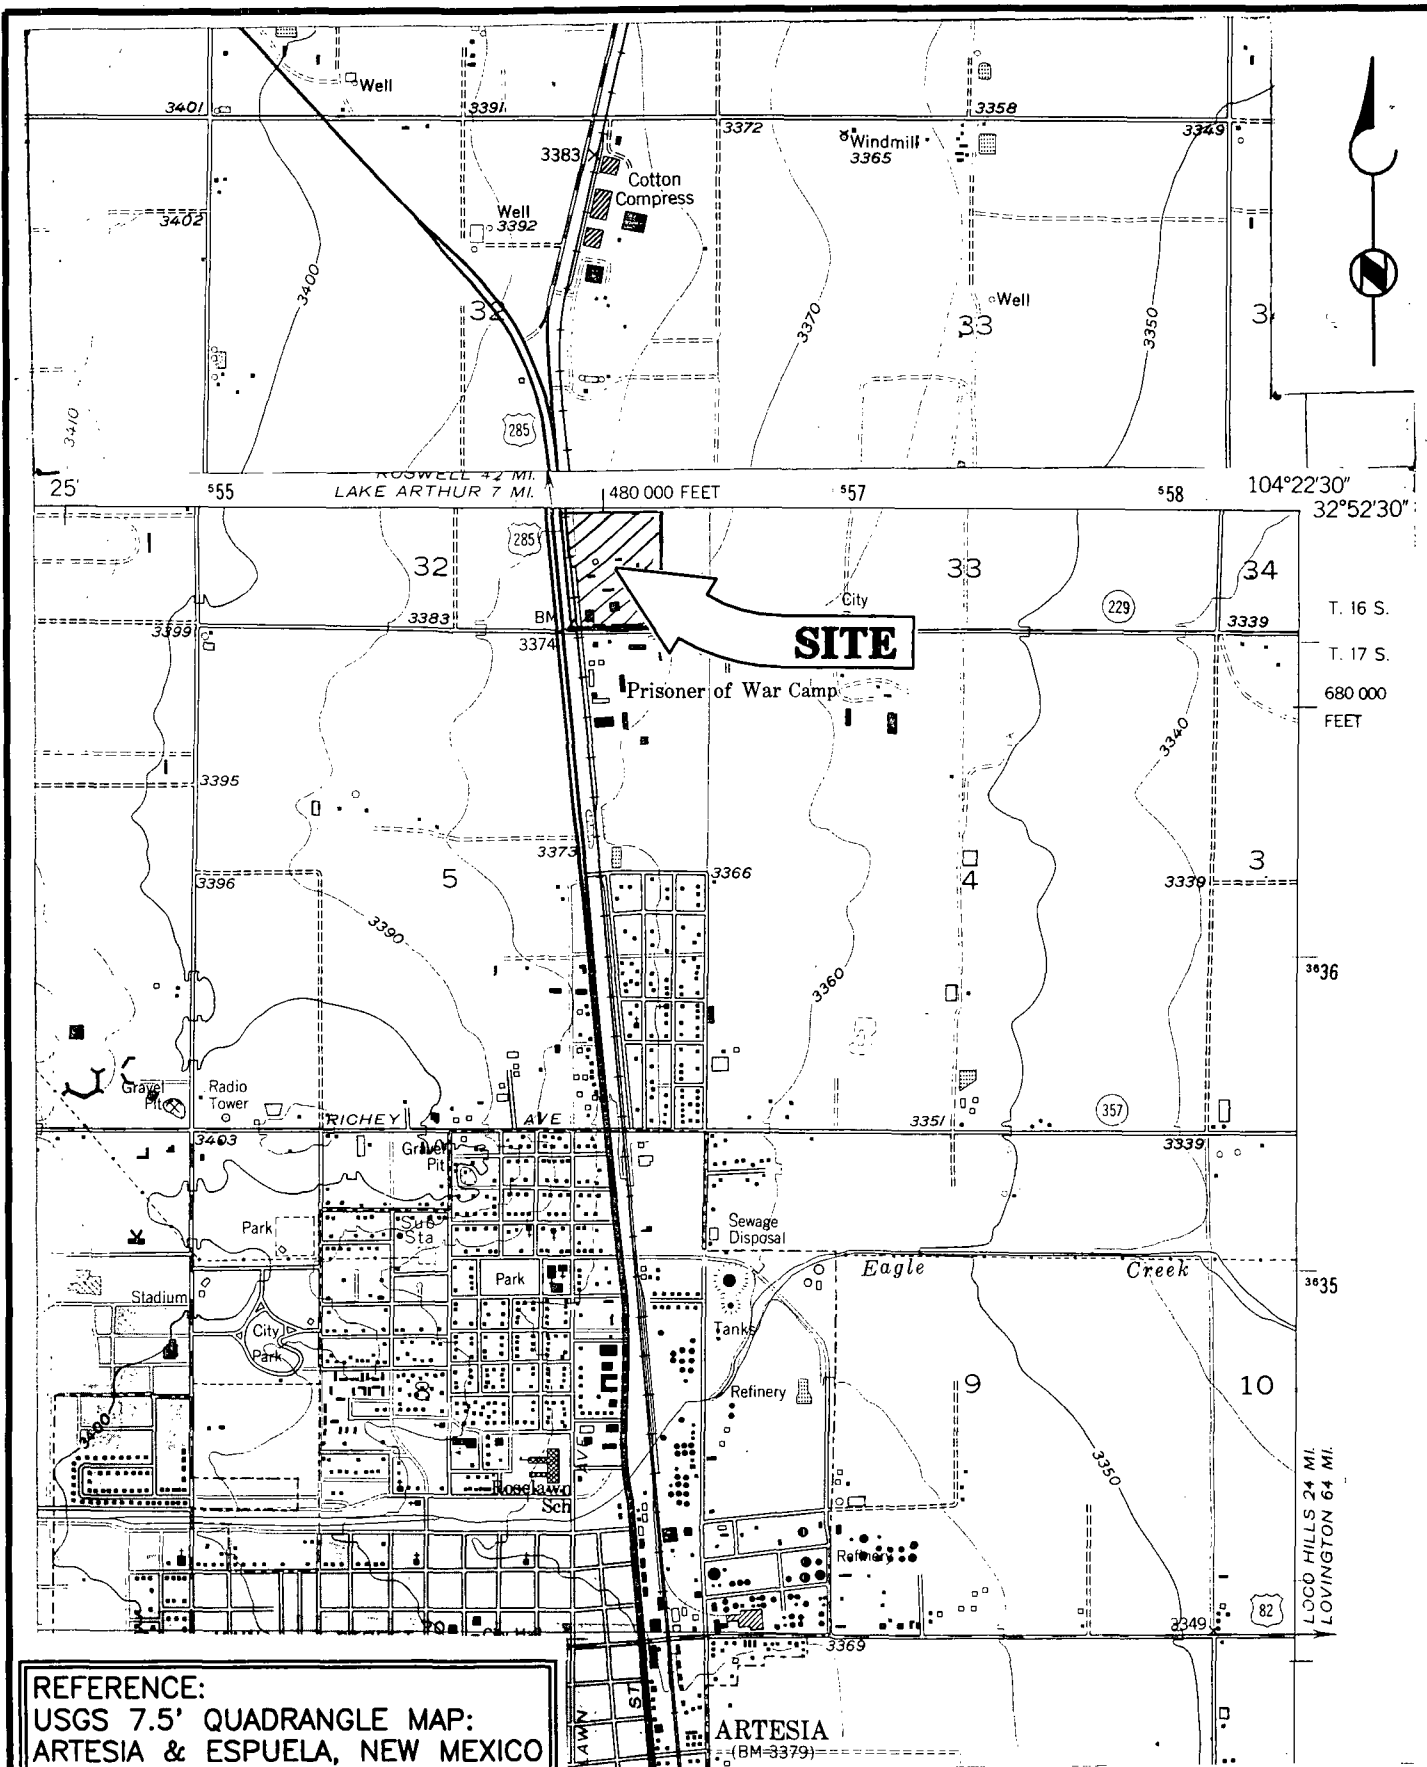 Well
3401
3391
3372
3358
3349
Windmill
3365
3383
Cotton
Compress
3402
Well
3392
3400
32
3370
33
Well
3350
3
3410
285
ROSWELL 42 MI.
LAKE ARTHUR 7 MI.
25'
555
480 000 FEET
557
558
104°22'30"
32°52'30"
285
32
33
34
City
229
T. 16 S.
3399
3383
BM
3374
3339
SITE
T. 17 S.
Prisoner of War Camp
680 000
FEET
3340
3395
3373
3396
5
3366
4
3
3339
3390
3360
3636
Gravel
Pit
Radio
Tower
RICHEY AVE
3351
357
3403
3339
Gravel
Pit
Park
Sub
Sta
Sewage
Disposal
Eagle Creek
3635
Park
Stadium
City
Park
Tanks
Refinery
8
9
10
3400
AVE
3350
Roselawn
Sch
Refinery
LOCO HILLS 24 MI.
LOVINGTON 64 MI.
82
3349
3369
REFERENCE:
USGS 7.5' QUADRANGLE MAP:
ARTESIA & ESPUELA, NEW MEXICO
LAWN
ST
ARTESIA
(BM 3379)